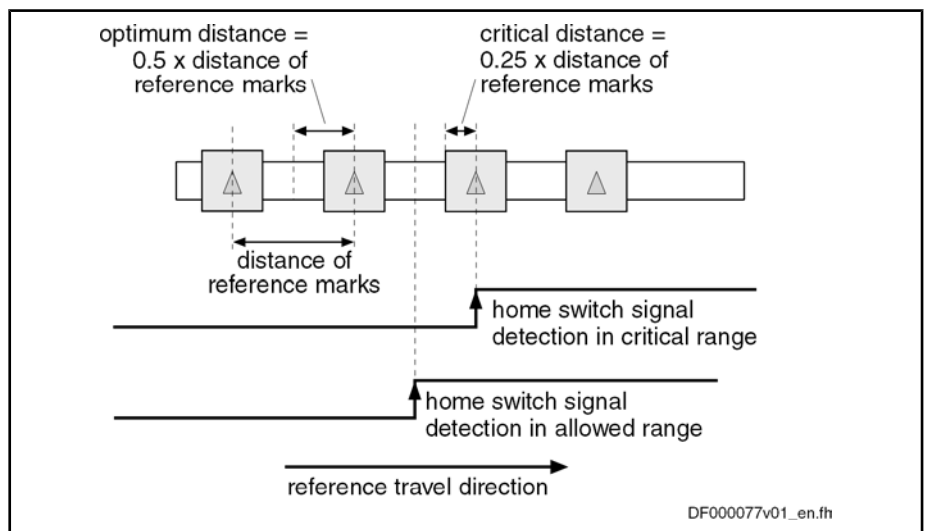 optimum distance =
0.5 x distance of
reference marks
critical distance =
0.25 x distance of
reference marks
distance of
reference marks
home switch signal
detection in critical range
home switch signal
detection in allowed range
reference travel direction
DF000077v01_en.fh